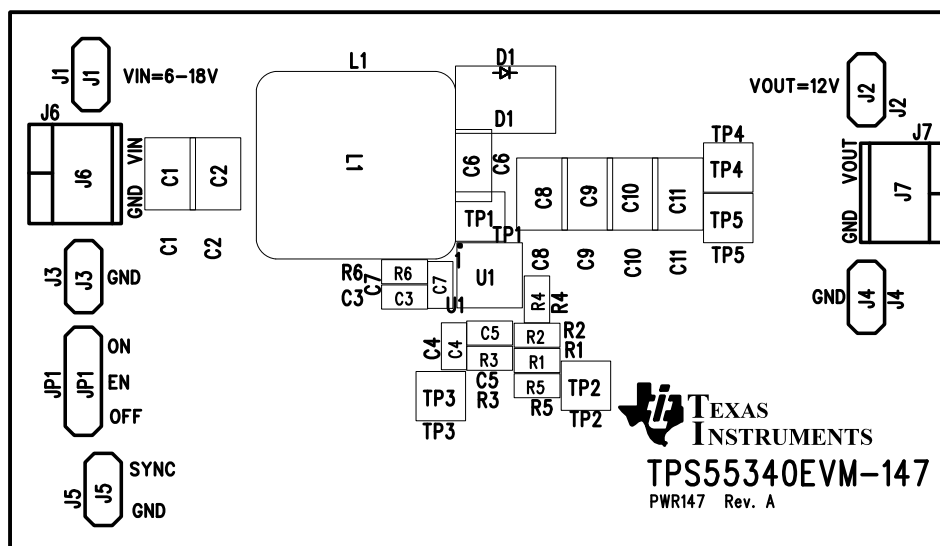 J1
J1
VIN=6-18V
L1
D1
D1
VOUT=12V
J2
J2
J6
J6
VIN
GND
C1
C2
C1
C2
L1
C6
C6
TP1
TP1
C8
C9
C10
C11
C8
C9
C10
C11
TP4
TP4
TP5
TP5
J7
VOUT
GND
J7
J3
J3
GND
R6
R6
C7
C7
C3
C3
1
U1
U1
R4
R4
GND
J4
J4
JP1
JP1
ON
EN
OFF
C4
C4
C5
R3
C5
R3
R2
R2
R1
R1
R5
R5
TP3
TP3
TP2
TP2
TEXAS
INSTRUMENTS
TPS55340EVM-147
PWR147 Rev. A
J5
J5
SYNC
GND